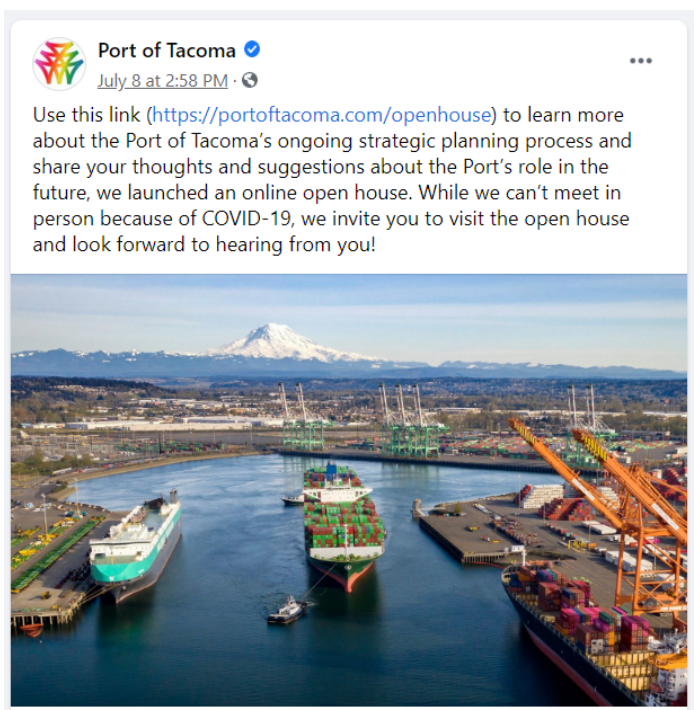 Port of Tacoma
July 8 at 2:58 PM ·
Use this link (https://portoftacoma.com/openhouse) to learn more
about the Port of Tacoma’s ongoing strategic planning process and
share your thoughts and suggestions about the Port’s role in the
future, we launched an online open house. While we can’t meet in
person because of COVID-19, we invite you to visit the open house
and look forward to hearing from you!